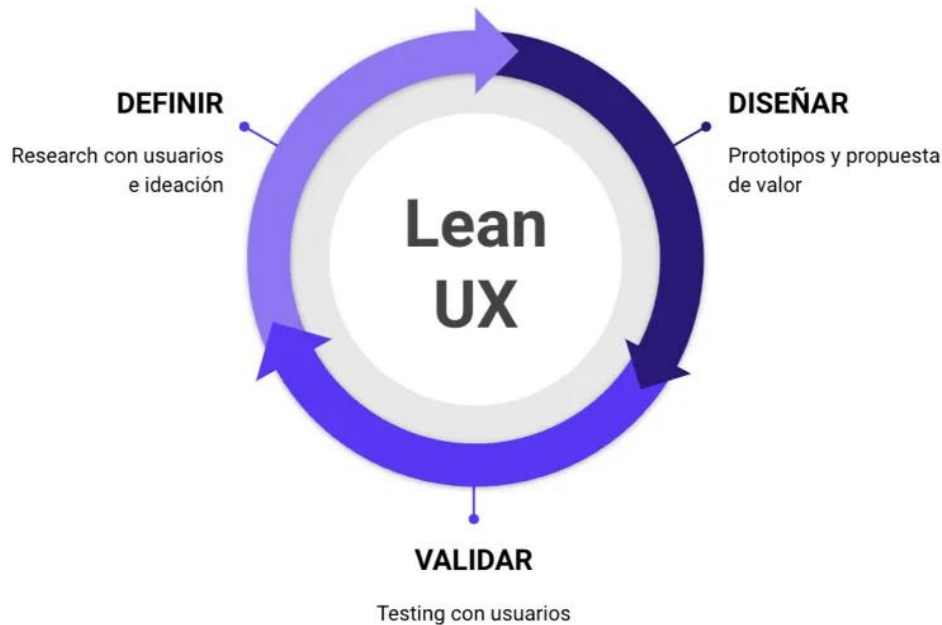 DEFINIR
Research con usuarios
e ideación
DISEÑAR
Prototipos y propuesta
de valor
Lean
UX
VALIDAR
Testing con usuarios